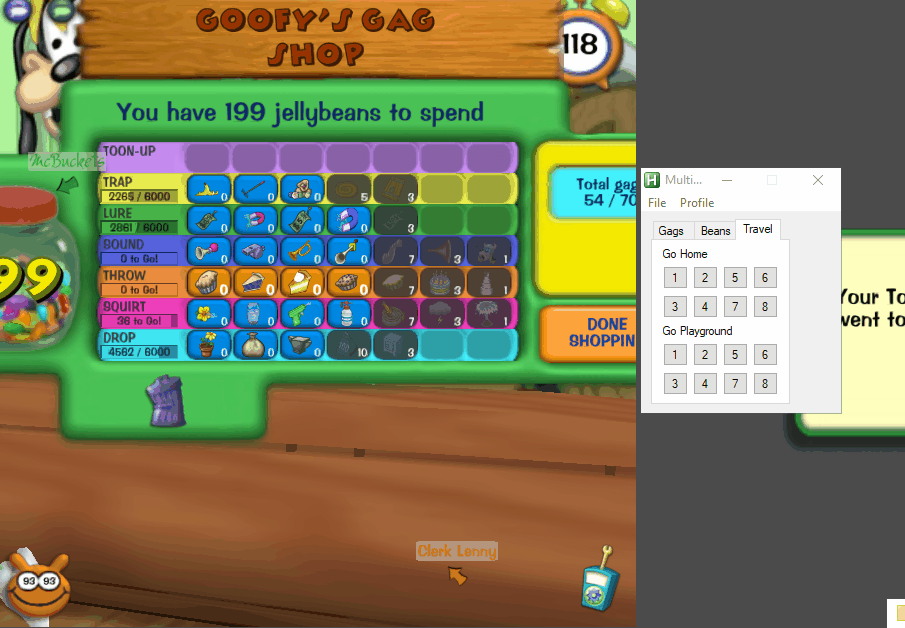 GOOFY'S GAG
SHOP
118
You have 199 jellybeans to spend
McBuckets
TOON-UP
TRAP
0 0 0 5 3
2265 / 6000
LURE
0 0 0 0 3
2861 / 6000
SOUND
0 0 0 0 7 3 1
0 to Go!
THROW
0 0 0 0 7 3 1
0 to Go!
SQUIRT
0 0 0 0 7 3 1
36 to Go!
DROP
0 0 0 10 3
4562 / 6000
99
Total gag
54 / 70
DONE
SHOPPIN
Clerk Lenny
93 93
Multi...
File Profile
Gags Beans Travel
Go Home
1 2 5 6
3 4 7 8
Go Playground
1 2 5 6
3 4 7 8
Your To
went to